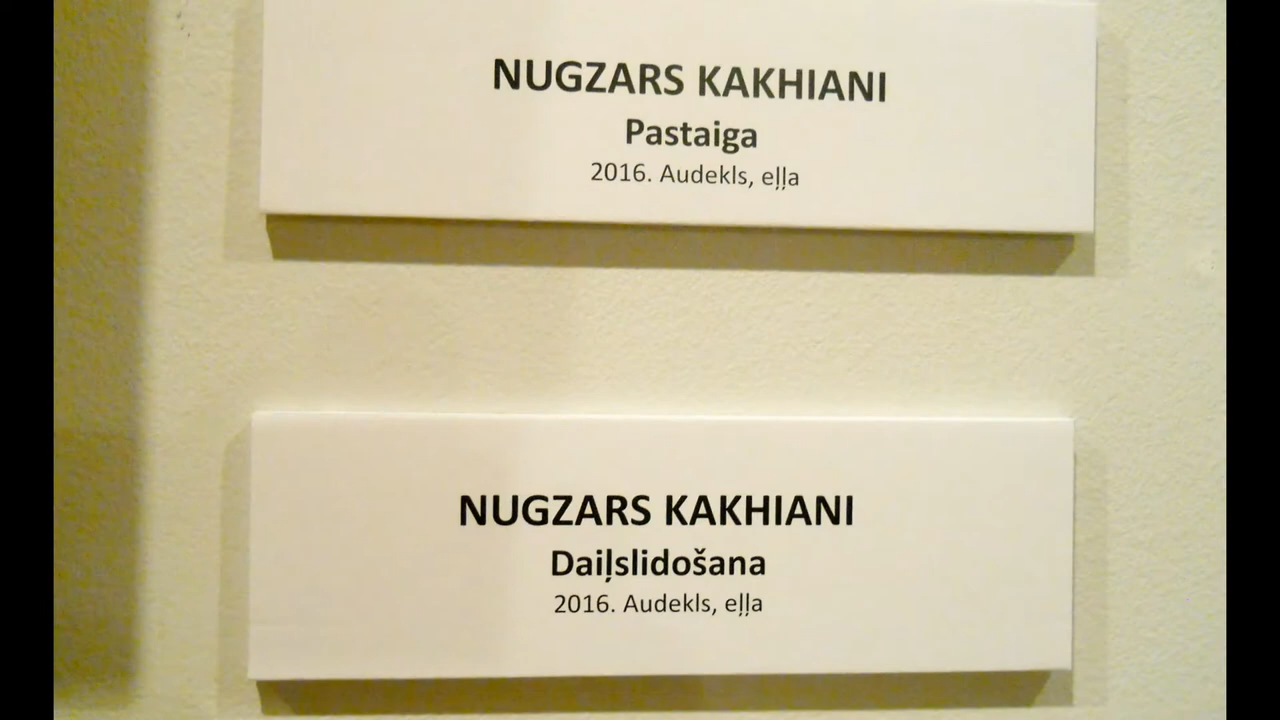 NUGZARS KAKHIANI
Pastaiga
2016. Audekls, eļļa
NUGZARS KAKHIANI
Daiļslidošana
2016. Audekls, eļļa